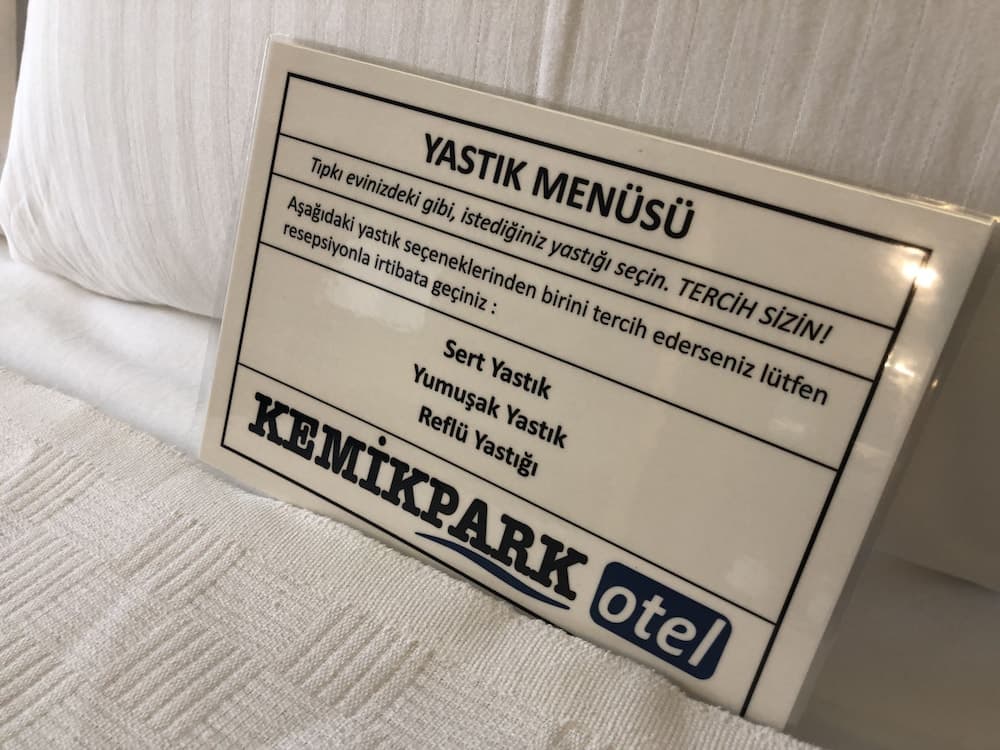 YASTIK MENÜSÜ
Tıpkı evinizdeki gibi, istediğiniz yastığı seçin. TERCİH SİZİN!
Aşağıdaki yastık seçeneklerinden birini tercih ederseniz lütfen
resepsiyonla irtibata geçiniz :
Sert Yastık
Yumuşak Yastık
Reflü Yastığı
KEMİKPARK otel